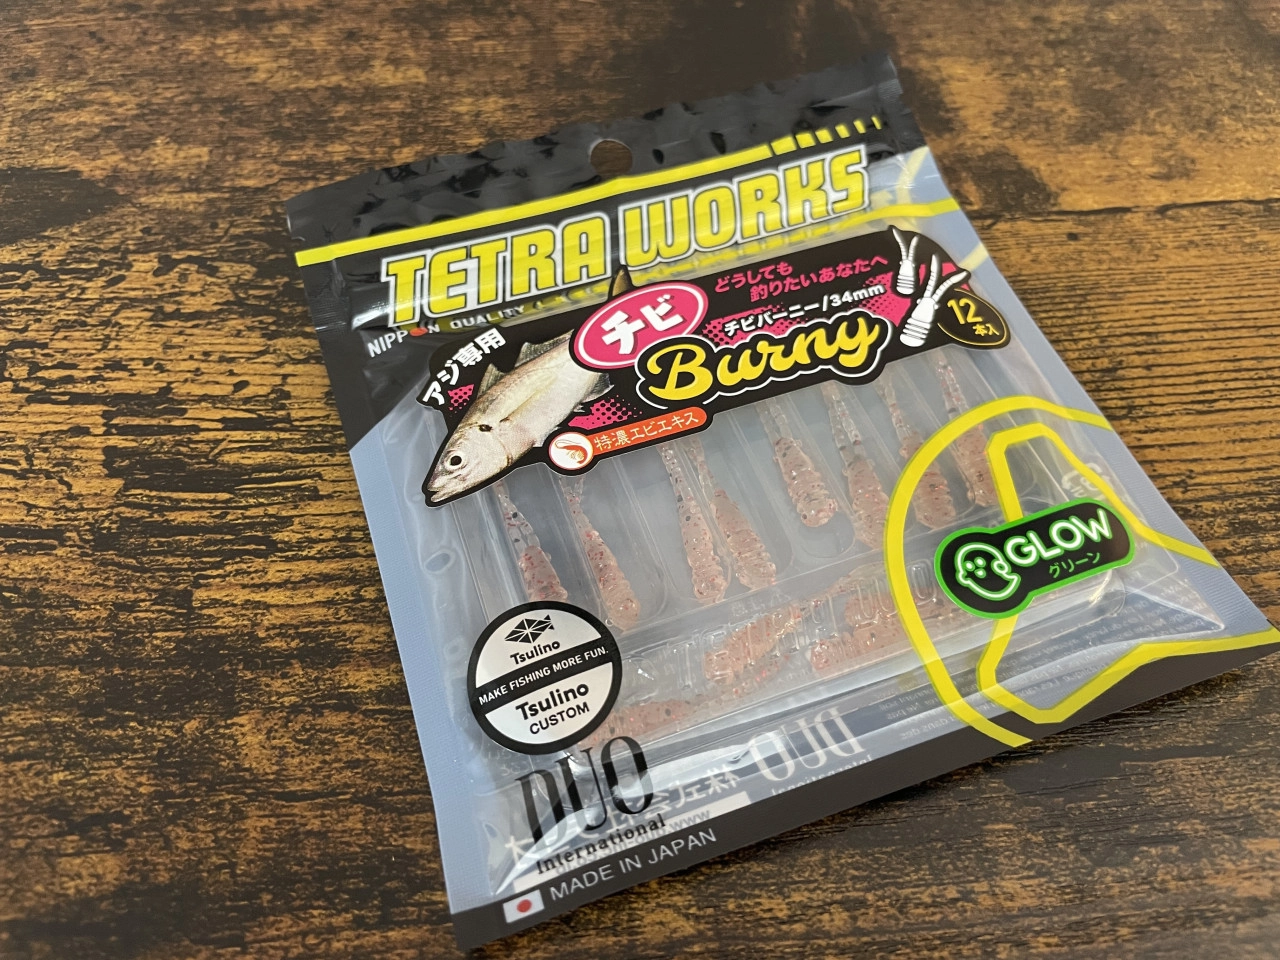 TETRA WORKS
NIPPON QUALITY
アジ専用
チビ
どうしても
釣りたいあなたへ
チビバーニー/34mm
Burny
12
本入
特濃エビエキス
GLOW
グリーン
Tsulino
MAKE FISHING MORE FUN.
Tsulino
CUSTOM
DUO
International
MADE IN JAPAN